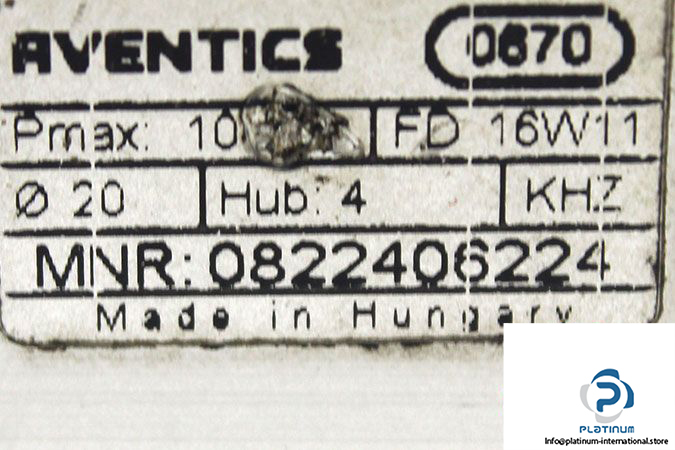 AVENTICS 0670
Pmax: 10 FD 16W11
Ø 20 Hub: 4 KHZ
MNR: 0822406224
Made in Hungary
PLATINUM
Info@platinum-international.store